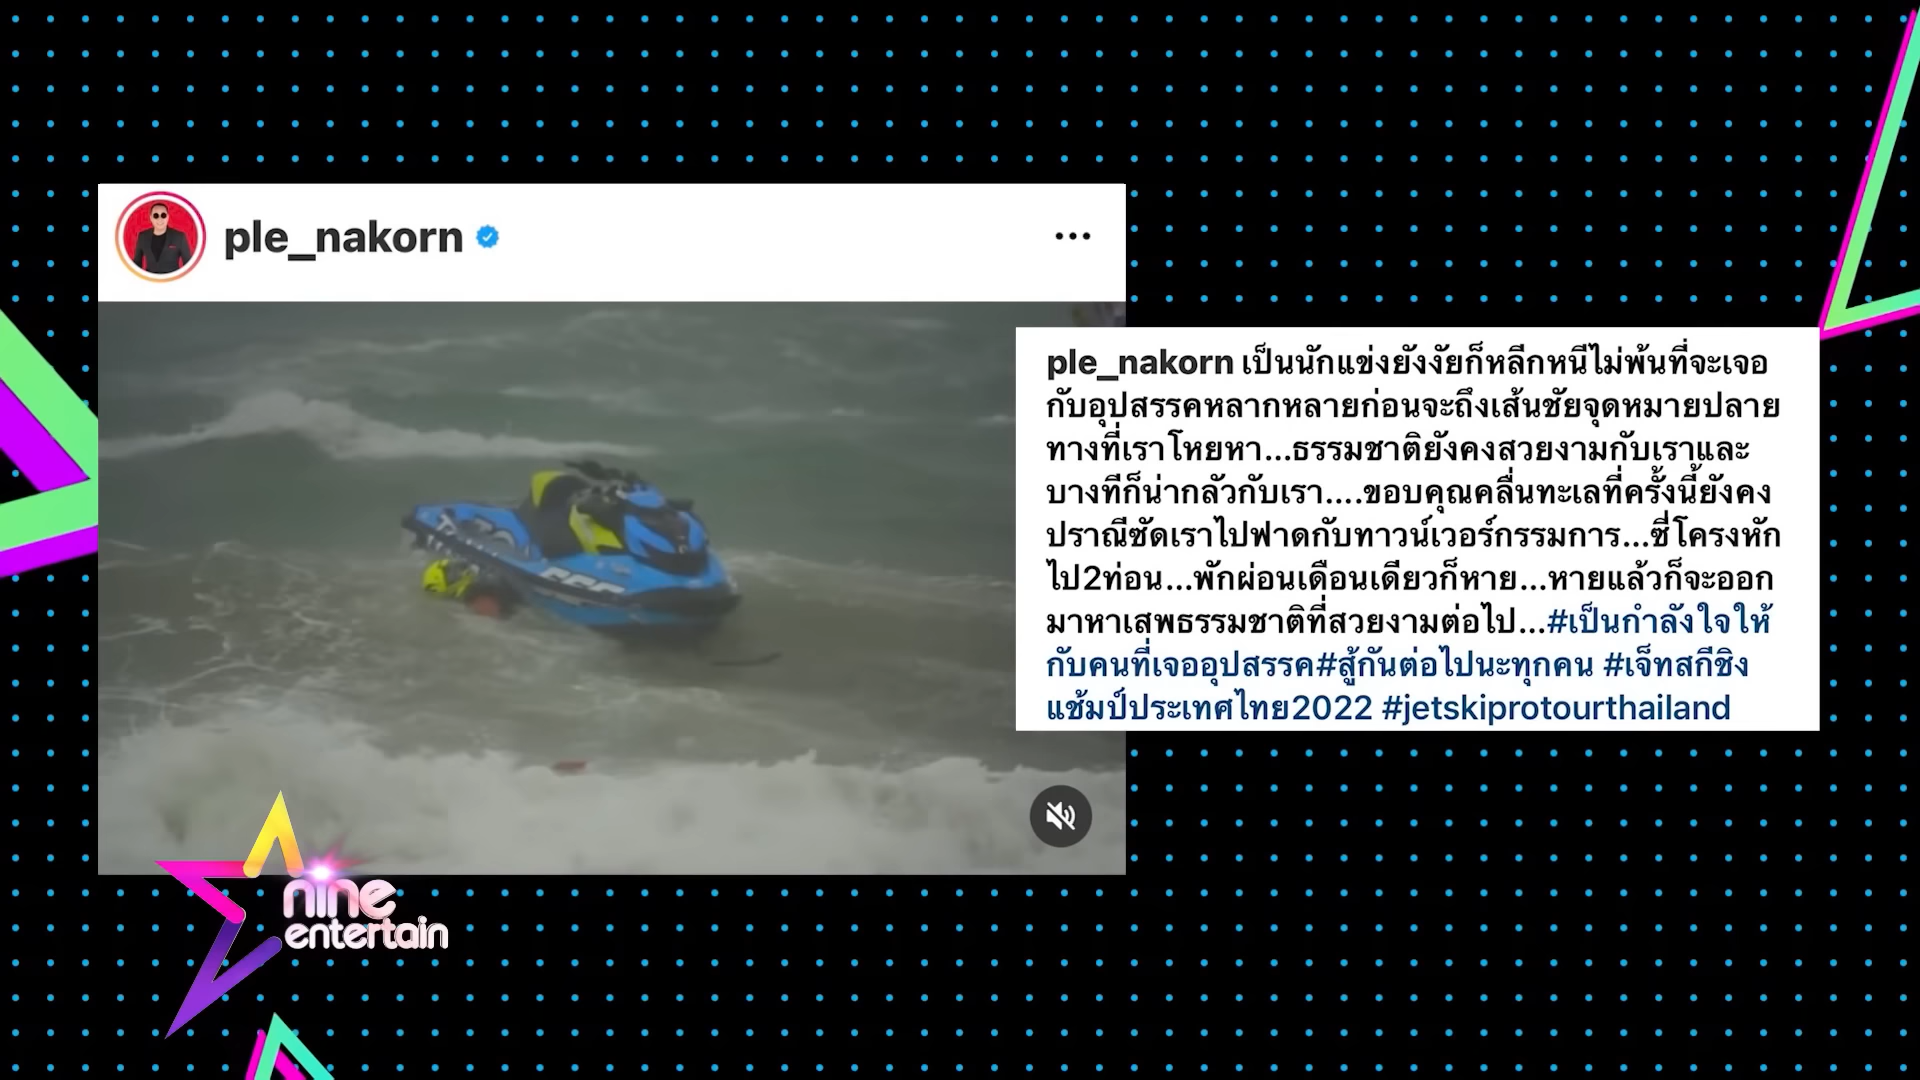 ple_nakorn
ple_nakorn เป็นนักแข่งยังงัยก็หลีกหนีไม่พ้นที่จะเจอ
กับอุปสรรคหลากหลายก่อนจะถึงเส้นชัยจุดหมายปลาย
ทางที่เราโหยหา...ธรรมชาติยังคงสวยงามกับเราและ
บางทีก็น่ากลัวกับเรา....ขอบคุณคลื่นทะเลที่ครั้งนี้ยังคง
ปราณีซัดเราไปฟาดกับทาวน์เวอร์กรรมการ...ซี่โครงหัก
ไป2ท่อน...พักผ่อนเดือนเดียวก็หาย...หายแล้วก็จะออก
มาหาเสพธรรมชาติที่สวยงามต่อไป...#เป็นกำลังใจให้
กับคนที่เจออุปสรรค#สู้กันต่อไปนะทุกคน #เจ็ทสกีชิง
แช้มป์ประเทศไทย2022 #jetskiprotourthailand
nine
entertain